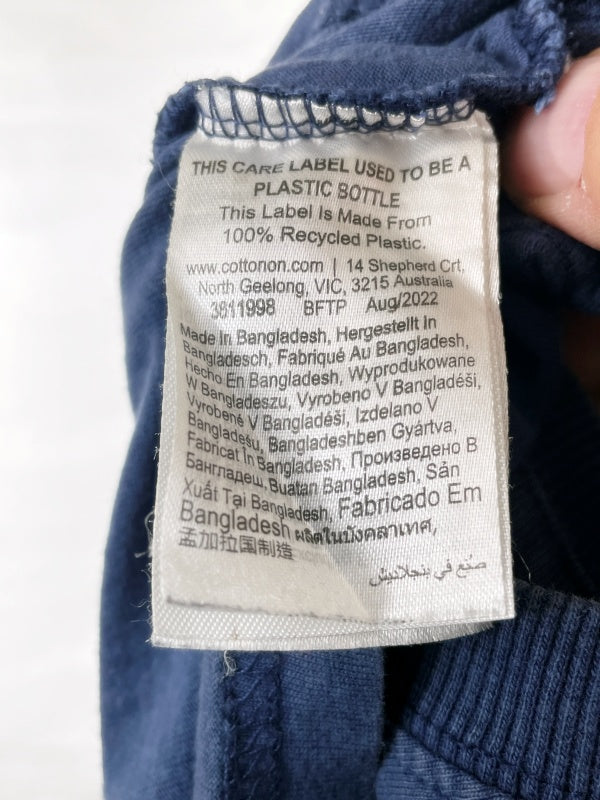 THIS CARE LABEL USED TO BE A
PLASTIC BOTTLE
This Label Is Made From
100% Recycled Plastic.
www.cottonon.com | 14 Shepherd Crt,
North Geelong, VIC, 3215 Australia
3811998 BFTP Aug/2022
Made In Bangladesh, Hergestellt In
Bangladesch, Fabriqué Au Bangladesh,
Hecho En Bangladesh, Wyprodukowane
W Bangladeszu, Vyrobeno V Bangladéši,
Vyrobené V Bangladéši, Izdelano V
Bangladešu, Bangladeshben Gyártva,
Fabricat În Bangladesh, Произведено В
Бангладеш, Buatan Bangladesh, Sản
Xuất Tại Bangladesh, Fabricado Em
Bangladesh ผลิตในบังคลาเทศ,
孟加拉国制造
صُنع في بنجلاديش